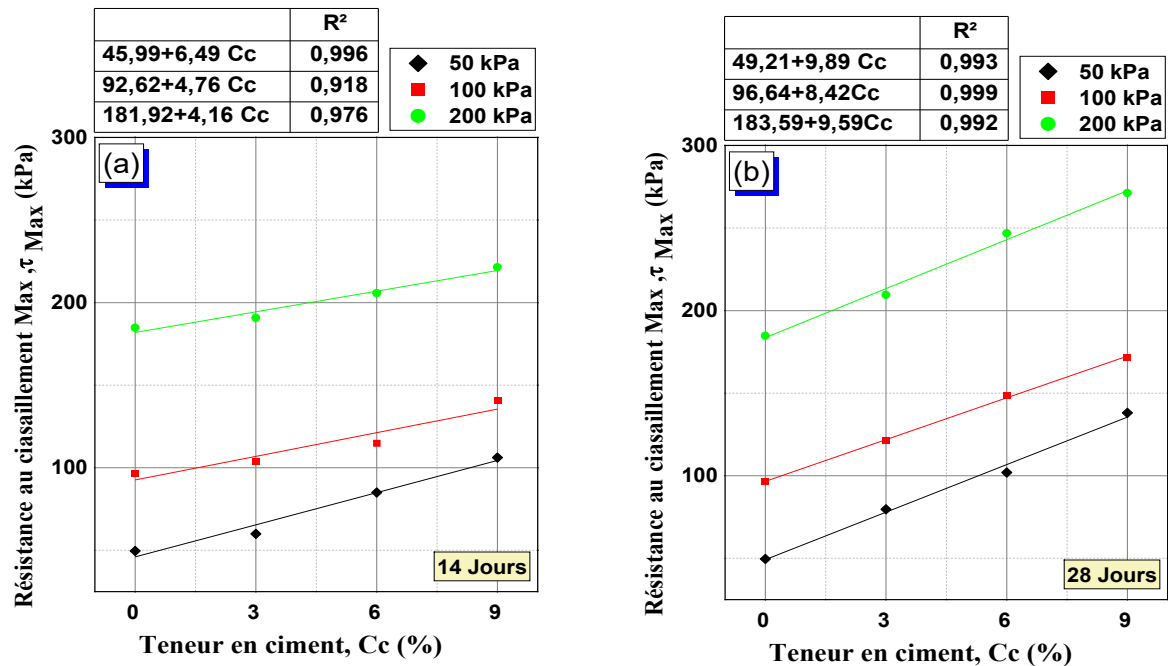 R²
45,99+6,49 Cc 0,996
92,62+4,76 Cc 0,918
181,92+4,16 Cc 0,976
50 kPa
100 kPa
200 kPa
(a)
Résistance au ciasaillement Max ,τ Max (kPa)
300
200
100
14 Jours
0 3 6 9
Teneur en ciment, Cc (%)
R²
49,21+9,89 Cc 0,993
96,64+8,42Cc 0,999
183,59+9,59Cc 0,992
50 kPa
100 kPa
200 kPa
(b)
Résistance au ciasaillement Max ,τ Max (kPa)
300
200
100
28 Jours
0 3 6 9
Teneur en ciment, Cc (%)